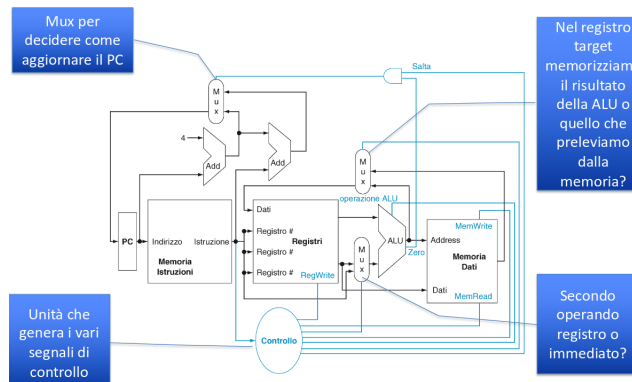 Mux per
decidere come
aggiornare il PC
Nel registro
target
memorizziam
il risultato
della ALU o
quello che
preleviamo
dalla
memoria?
Salta
M
u
x
4
Add
Add
M
u
x
operazione ALU
Dati
Registro #
Registro #
Registro #
Registri
RegWrite
PC
Indirizzo
Istruzione
Memoria
Istruzioni
M
u
x
ALU
Zero
MemWrite
Address
Memoria
Dati
Dati
MemRead
Controllo
Unità che
genera i vari
segnali di
controllo
Secondo
operando
registro o
immediato?